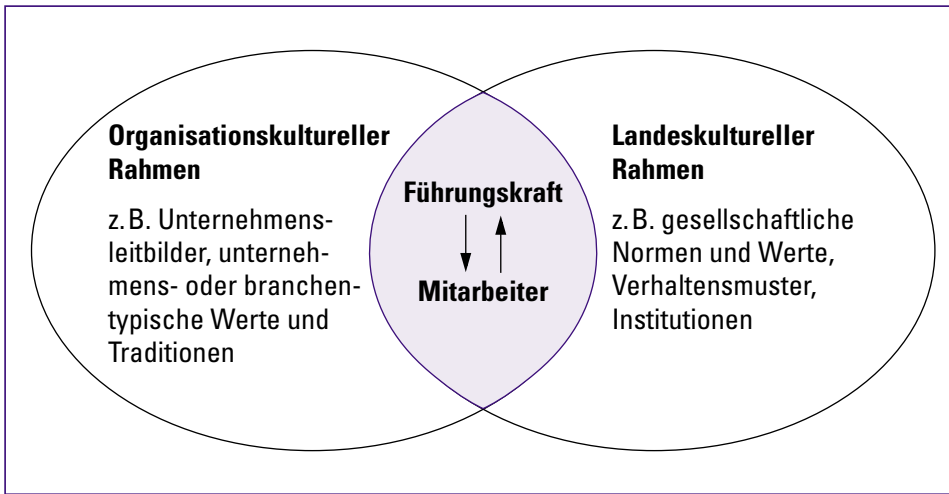 Organisationskultureller
Rahmen
z. B. Unternehmens-
leitbilder, unterneh-
mens- oder branchen-
typische Werte und
Traditionen
Führungskraft
Mitarbeiter
Landeskultureller
Rahmen
z. B. gesellschaftliche
Normen und Werte,
Verhaltensmuster,
Institutionen